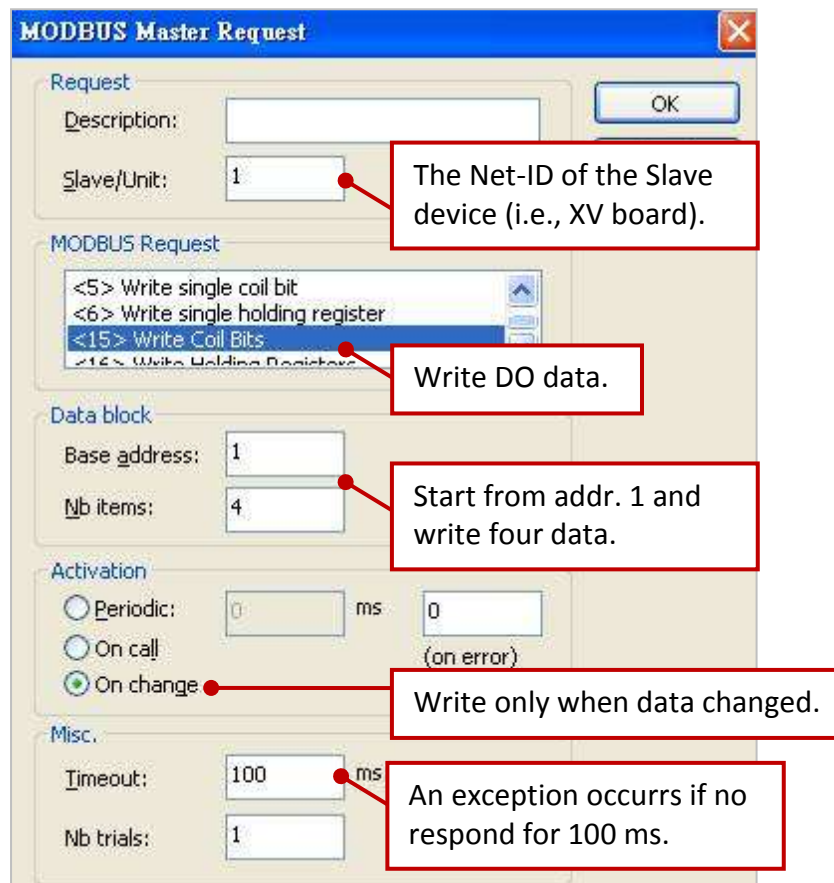 MODBUS Master Request
Request
OK
Description:
Slave/Unit:
1
The Net-ID of the Slave
device (i.e., XV board).
MODBUS Request
<5> Write single coil bit
<6> Write single holding register
<15> Write Coil Bits
<16> Write Holding Registers
Write DO data.
Data block
Base address:
1
Nb items:
4
Start from addr. 1 and
write four data.
Activation
Periodic:
0
ms
0
On call
(on error)
On change
Write only when data changed.
Misc.
Timeout:
100
ms
An exception occurrs if no
respond for 100 ms.
Nb trials:
1